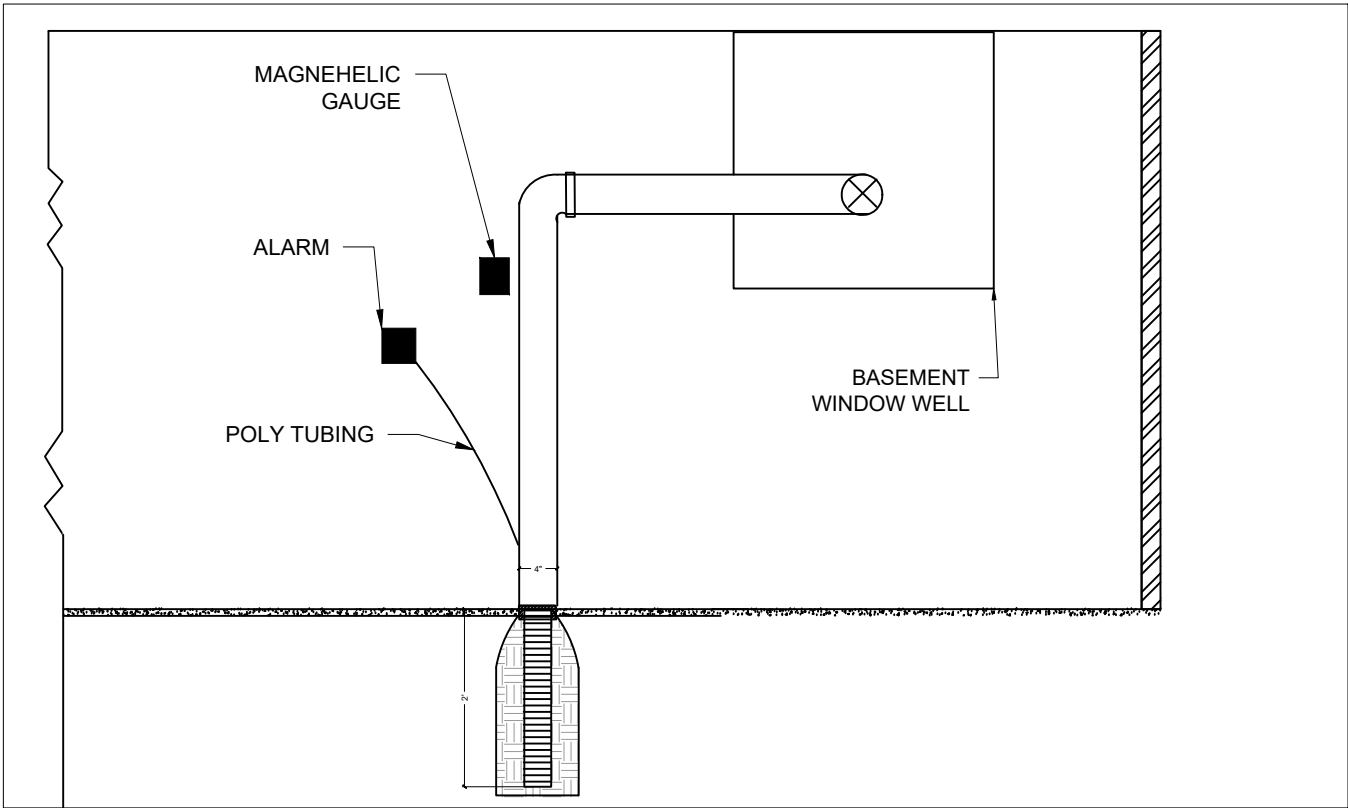 MAGNEHELIC
GAUGE
ALARM
POLY TUBING
BASEMENT
WINDOW WELL
4"
2'